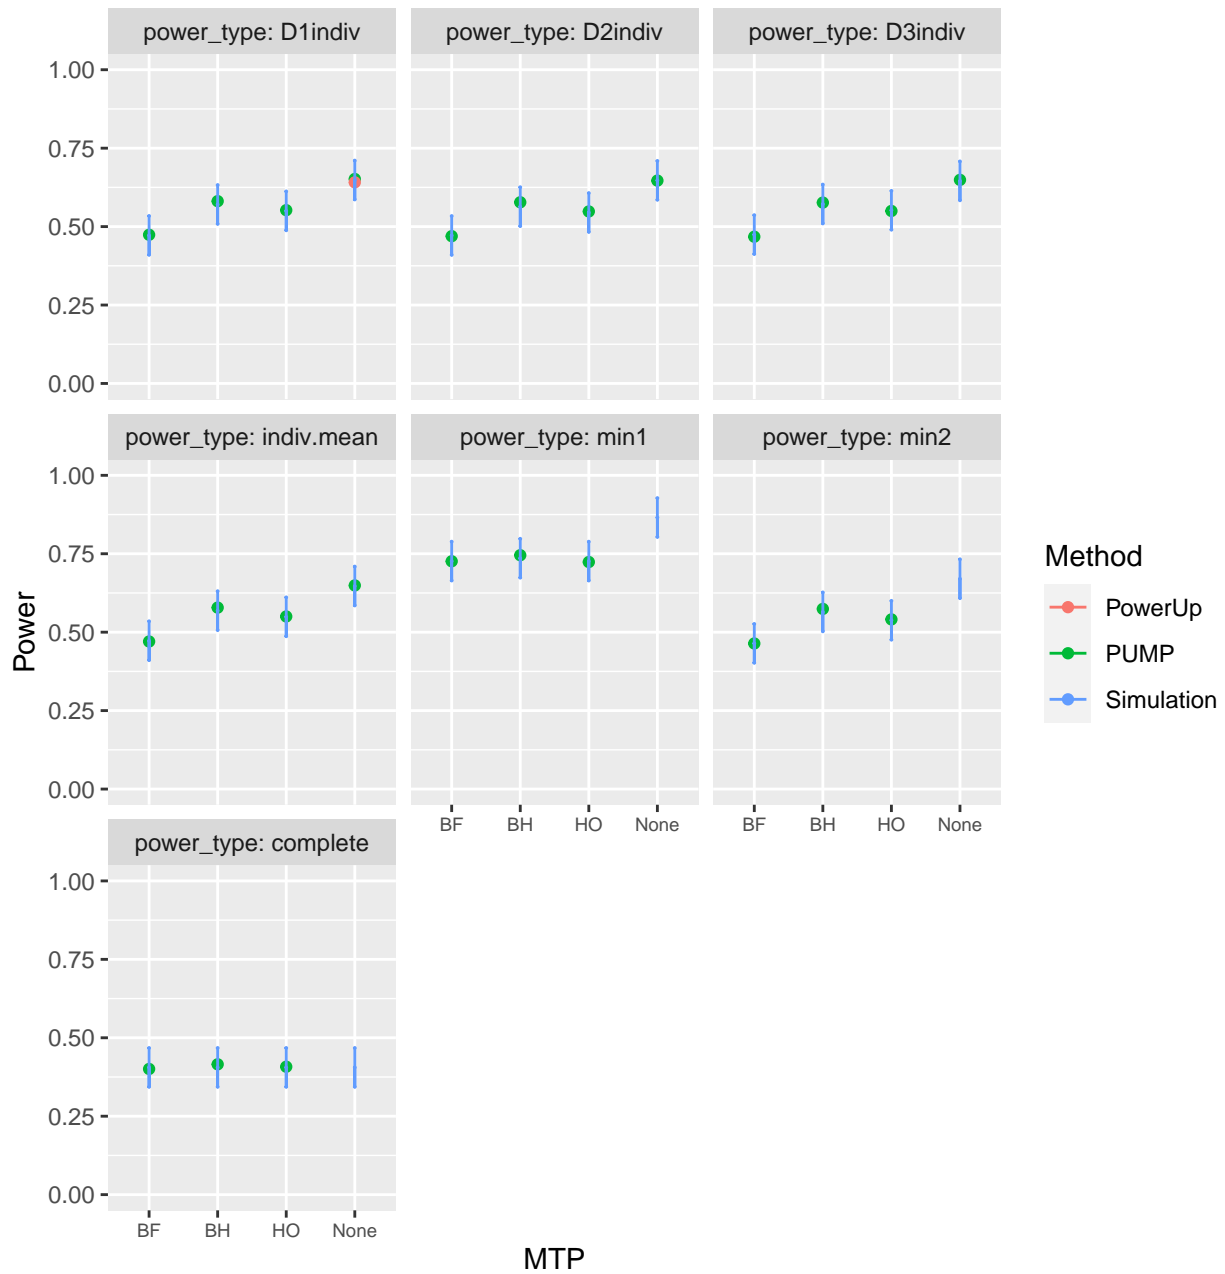 power_type: D1indiv
power_type: D2indiv
power_type: D3indiv
1.00
0.75
0.50
0.25
0.00
power_type: indiv.mean
power_type: min1
power_type: min2
1.00
0.75
0.50
0.25
0.00
BF BH HO None
BF BH HO None
power_type: complete
1.00
0.75
0.50
0.25
0.00
BF BH HO None
MTP
Power
Method
PowerUp
PUMP
Simulation